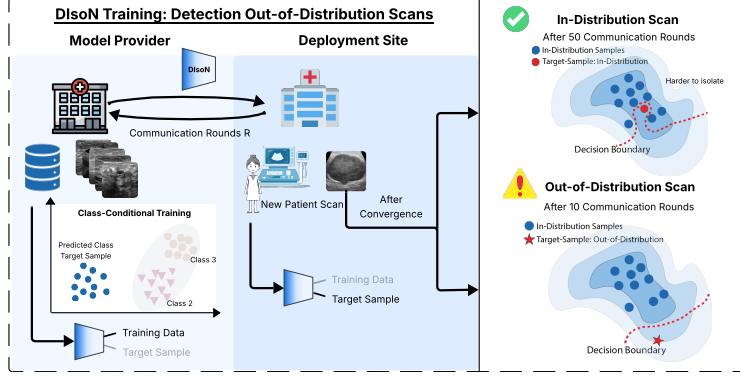 DIsoN Training: Detection Out-of-Distribution Scans
Model Provider
Deployment Site
DIsoN
Communication Rounds R
New Patient Scan
After
Convergence
Class-Conditional Training
Predicted Class
Target Sample
Class 3
Class 2
Training Data
Target Sample
Training Data
Target Sample
In-Distribution Scan
After 50 Communication Rounds
In-Distribution Samples
Target-Sample: In-Distribution
Harder to isolate
Decision Boundary
Out-of-Distribution Scan
After 10 Communication Rounds
In-Distribution Samples
Target-Sample: Out-of-Distribution
Decision Boundary